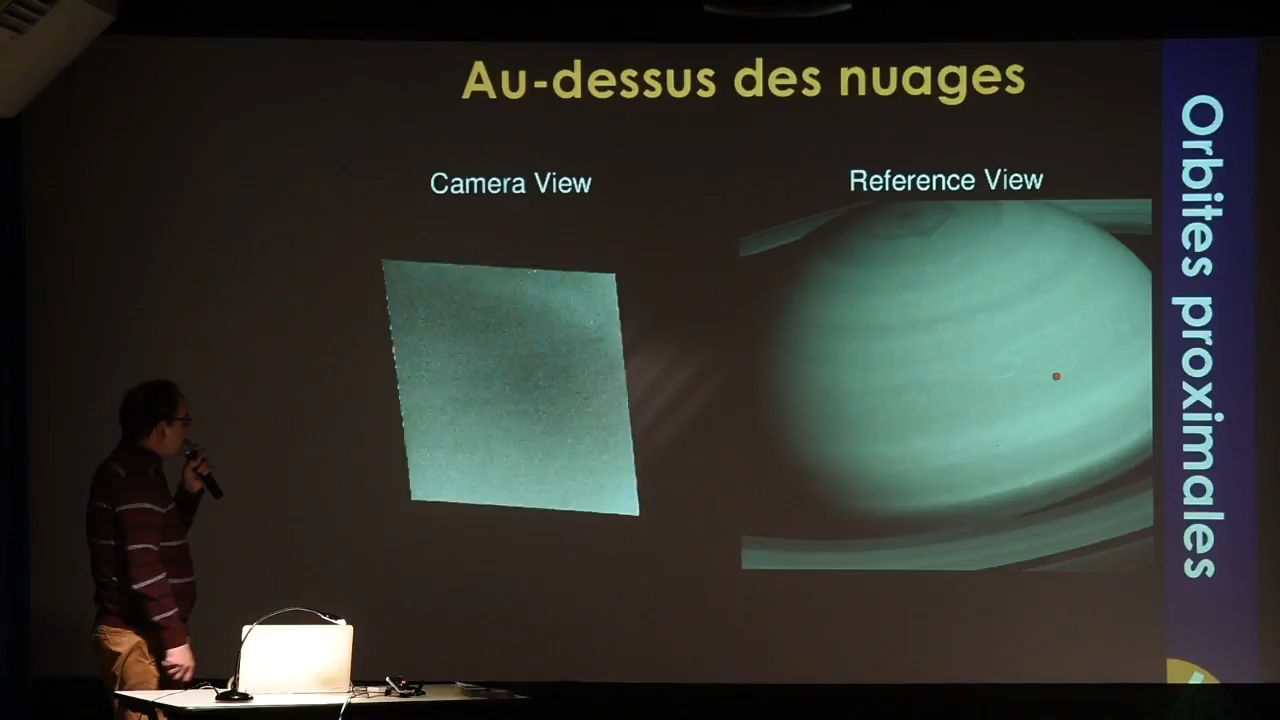 Au-dessus des nuages
Camera View
Reference View
Orbites proximales